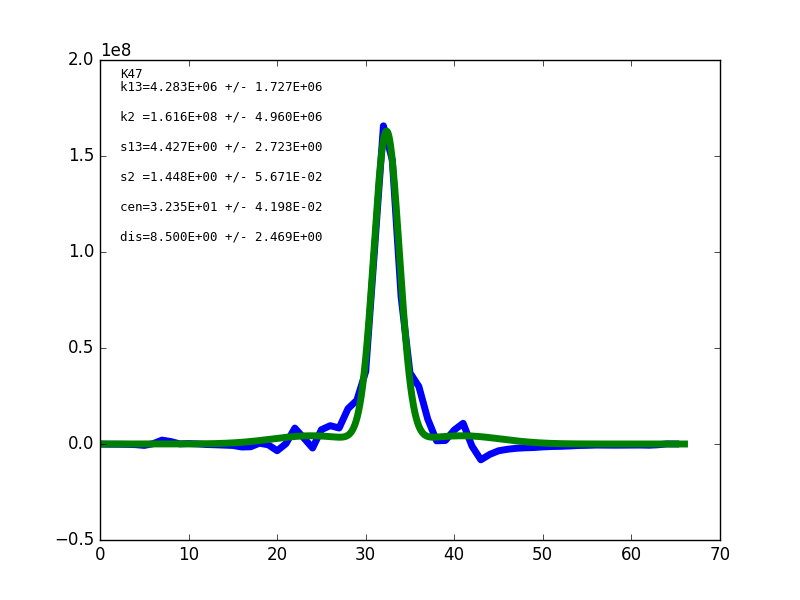 1e8
2.0
K47
k13=4.283E+06 +/- 1.727E+06
k2 =1.616E+08 +/- 4.960E+06
1.5
s13=4.427E+00 +/- 2.723E+00
s2 =1.448E+00 +/- 5.671E-02
cen=3.235E+01 +/- 4.198E-02
dis=8.500E+00 +/- 2.469E+00
1.0
0.5
0.0
−0.5
0 10 20 30 40 50 60 70